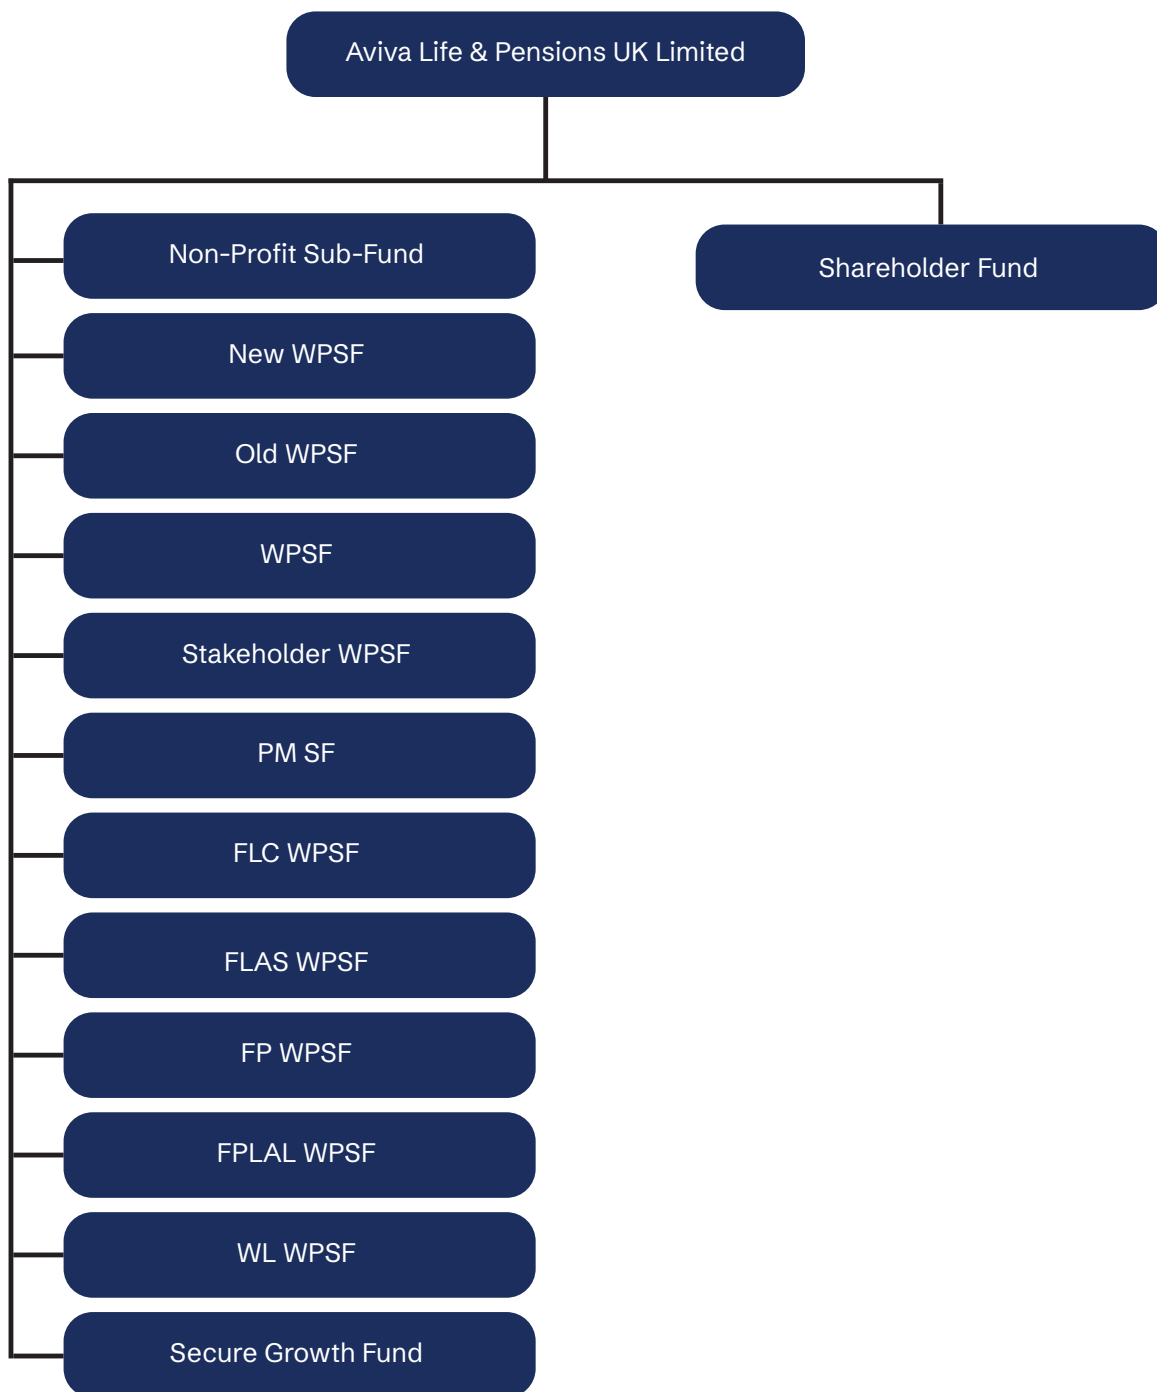 Aviva Life & Pensions UK Limited
Non-Profit Sub-Fund
Shareholder Fund
New WPSF
Old WPSF
WPSF
Stakeholder WPSF
PM SF
FLC WPSF
FLAS WPSF
FP WPSF
FPLAL WPSF
WL WPSF
Secure Growth Fund